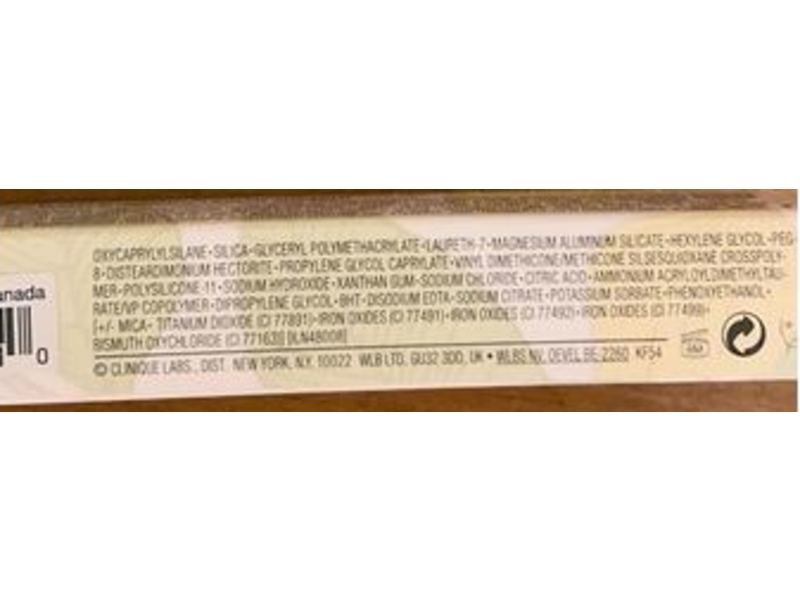 OXYCAPRYLYLSILANE•SILICA•GLYCERYL POLYMETHACRYLATE•LAURETH-7•MAGNESIUM ALUMINUM SILICATE•HEXYLENE GLYCOL•PEG-
8•DISTEARDIMONIUM HECTORITE•PROPYLENE GLYCOL CAPRYLATE•VINYL DIMETHICONE/METHICONE SILSESQUIOXANE CROSSPOLY-
MER•POLYSILICONE-11•SODIUM HYDROXIDE•XANTHAN GUM•SODIUM CHLORIDE•CITRIC ACID•AMMONIUM ACRYLOYLDIMETHYLTAU-
RATE/VP COPOLYMER•DIPROPYLENE GLYCOL•BHT•DISODIUM EDTA•SODIUM CITRATE•POTASSIUM SORBATE•PHENOXYETHANOL•
[+/- MICA•TITANIUM DIOXIDE (CI 77891)•IRON OXIDES (CI 77491)•IRON OXIDES (CI 77492)•IRON OXIDES (CI 77499)•
BISMUTH OXYCHLORIDE (CI 77163)] [ILN48008]
© CLINIQUE LABS., DIST. NEW YORK, N.Y. 10022 WLB LTD. GU32 3DD, UK • WLBS NV, OEVEL BE. 2260 KF54
anada
0